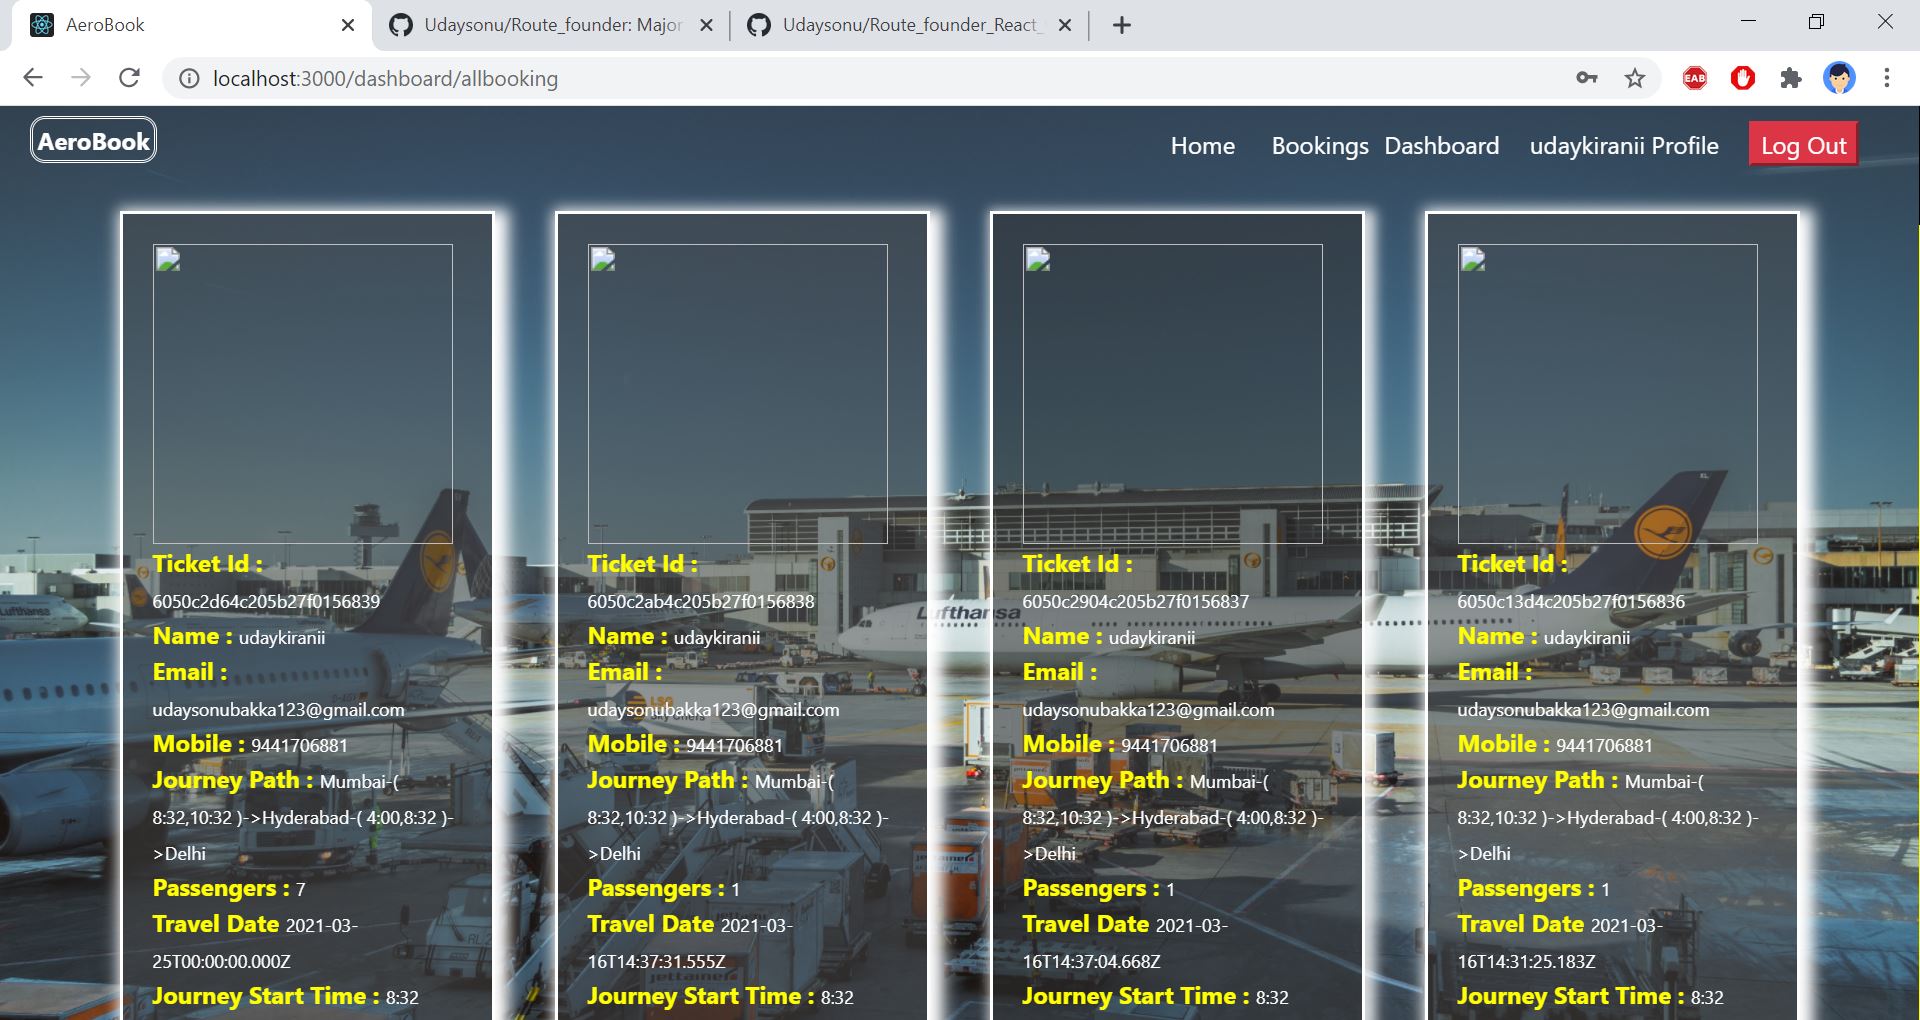 AeroBook
Udaysonu/Route_founder: Major
Udaysonu/Route_founder_React_
localhost:3000/dashboard/allbooking
EAB
AeroBook
Home Bookings Dashboard udaykiranii Profile Log Out
Ticket Id :
6050c2d64c205b27f0156839
Name : udaykiranii
Email :
udaysonubakka123@gmail.com
Mobile : 9441706881
Journey Path : Mumbai-(
8:32,10:32 )->Hyderabad-( 4:00,8:32 )-
>Delhi
Passengers : 7
Travel Date 2021-03-
25T00:00:00.000Z
Journey Start Time : 8:32
Ticket Id :
6050c2ab4c205b27f0156838
Name : udaykiranii
Email :
udaysonubakka123@gmail.com
Mobile : 9441706881
Journey Path : Mumbai-(
8:32,10:32 )->Hyderabad-( 4:00,8:32 )-
>Delhi
Passengers : 1
Travel Date 2021-03-
16T14:37:31.555Z
Journey Start Time : 8:32
Ticket Id :
6050c2904c205b27f0156837
Name : udaykiranii
Email :
udaysonubakka123@gmail.com
Mobile : 9441706881
Journey Path : Mumbai-(
8:32,10:32 )->Hyderabad-( 4:00,8:32 )-
>Delhi
Passengers : 1
Travel Date 2021-03-
16T14:37:04.668Z
Journey Start Time : 8:32
Ticket Id :
6050c13d4c205b27f0156836
Name : udaykiranii
Email :
udaysonubakka123@gmail.com
Mobile : 9441706881
Journey Path : Mumbai-(
8:32,10:32 )->Hyderabad-( 4:00,8:32 )-
>Delhi
Passengers : 1
Travel Date 2021-03-
16T14:31:25.183Z
Journey Start Time : 8:32
Lufthansa
Lufthansa
LSG
Sky Chefs
jettainer
jettainer